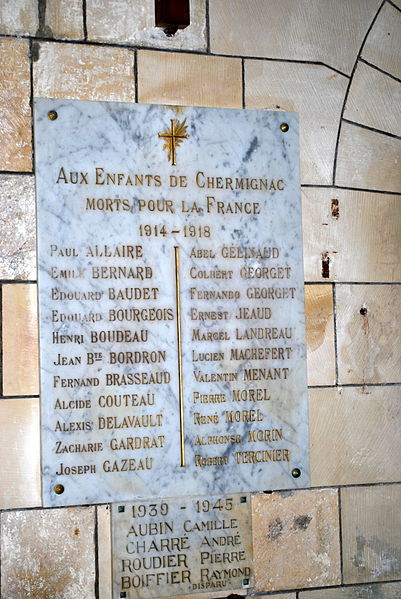 AUX ENFANTS DE CHERMIGNAC
MORTS POUR LA FRANCE
1914-1918
PAUL ALLAIRE
EMILE BERNARD
EDOUARD BAUDET
EDOUARD BOURGEOIS
HENRI BOUDEAU
JEAN Bte BORDRON
FERNAND BRASSEAUD
ALCIDE COUTEAU
ALEXIS DELAVAULT
ZACHARIE GARDRAT
JOSEPH GAZEAU
ABEL GÉLINAUD
COLBERT GEORGET
FERNANDO GEORGET
ERNEST JEAUD
MARCEL LANDREAU
LUCIEN MACHEFERT
VALENTIN MENANT
PIERRE MOREL
RENÉ MOREL
ALPHONSE MORIN
ROBERT TERCINIER
1939 - 1945
AUBIN CAMILLE
CHARRÉ ANDRÉ
ROUDIER PIERRE
BOIFFIER RAYMOND
"DISPARU"